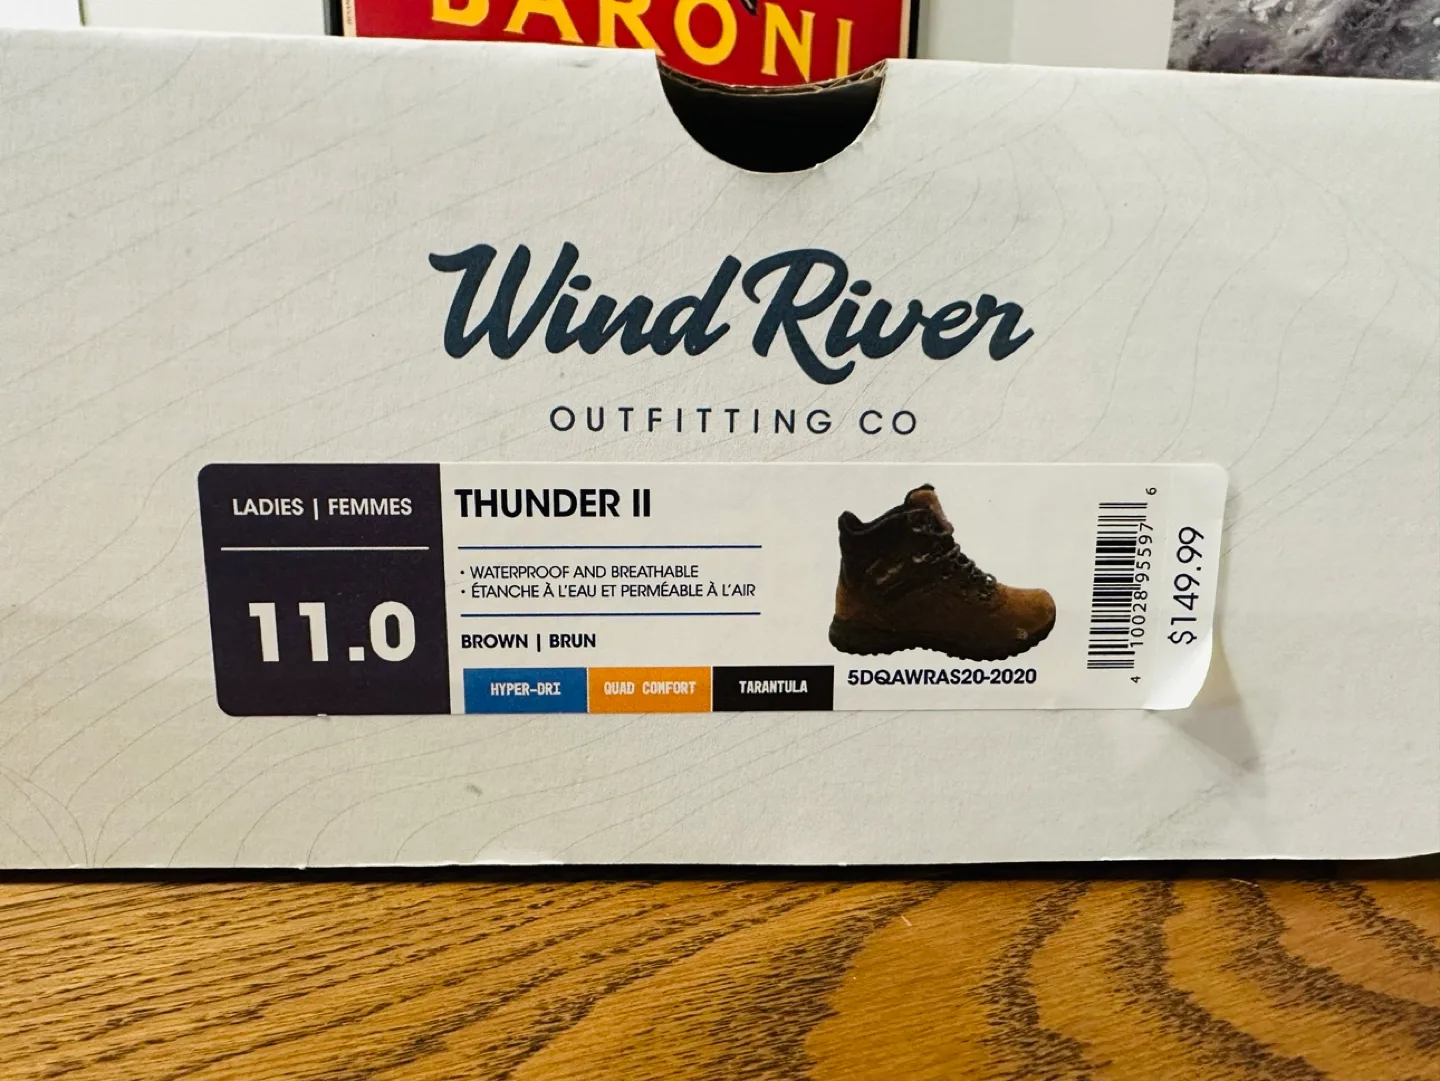 BARONI
Wind River
OUTFITTING CO
LADIES | FEMMES
11.0
THUNDER II
• WATERPROOF AND BREATHABLE
• ÉTANCHE À L'EAU ET PERMÉABLE À L'AIR
BROWN | BRUN
HYPER-DRI
QUAD COMFORT
TARANTULA
5DQAWRAS20-2020
4 10028 95597 6
$149.99